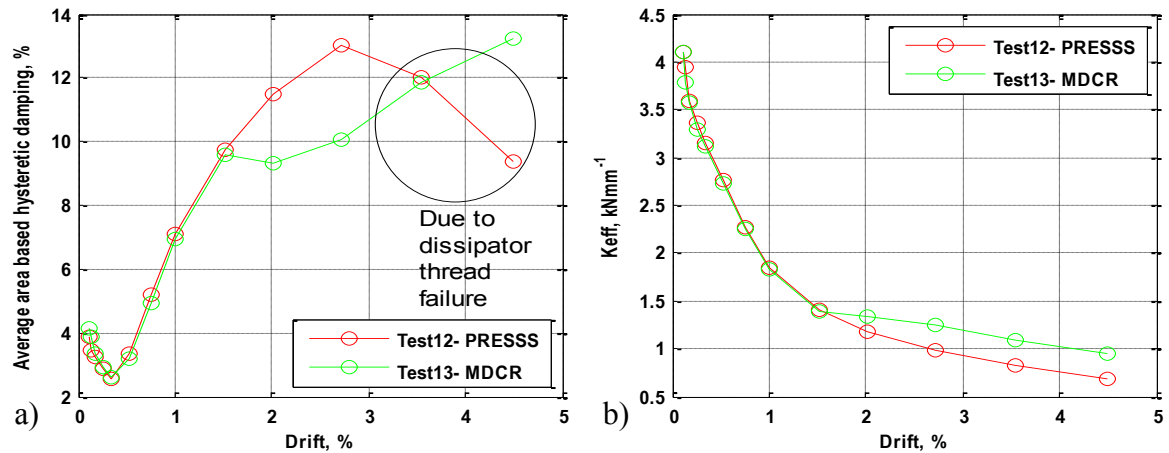 14
12
10
8
6
4
2
0
1
2
3
4
5
Average area based hysteretic damping, %
Drift, %
Due to
dissipator
thread
failure
Test12- PRESSS
Test13- MDCR
a)
4.5
4
3.5
3
2.5
2
1.5
1
0.5
0
1
2
3
4
5
Keff, kNmm⁻¹
Drift, %
Test12- PRESSS
Test13- MDCR
b)